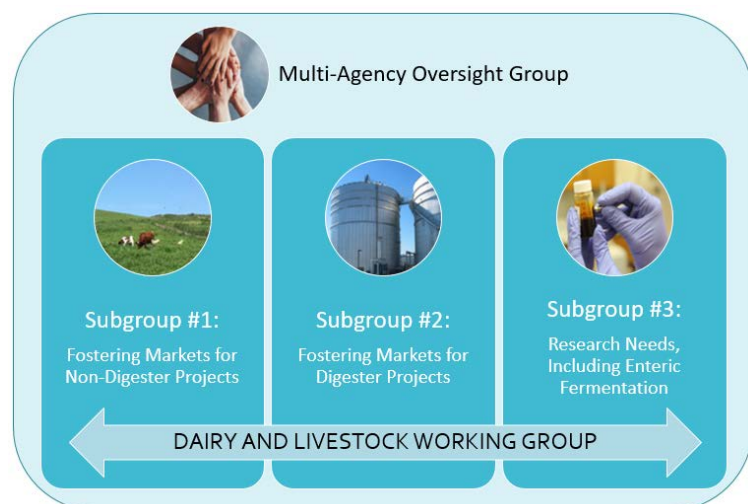 Multi-Agency Oversight Group
Subgroup #1:
Fostering Markets for
Non-Digester Projects
Subgroup #2:
Fostering Markets for
Digester Projects
Subgroup #3:
Research Needs,
Including Enteric
Fermentation
DAIRY AND LIVESTOCK WORKING GROUP